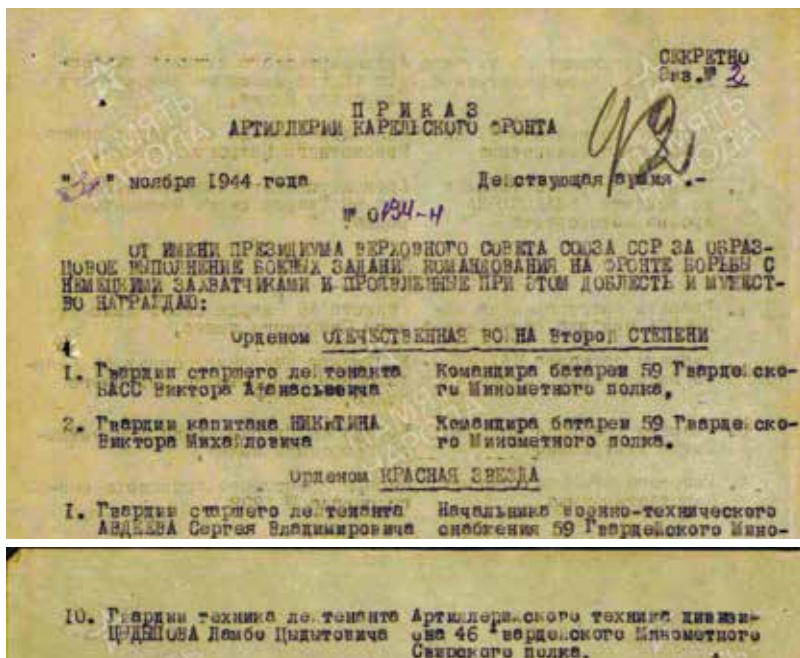 СЕКРЕТНО
Экз.№ 2
ПРИКАЗ
АРТИЛЛЕРИИ КАРЕЛЬСКОГО ФРОНТА
42
" " ноября 1944 года Действующая армия .-
№ 0194-н
ОТ ИМЕНИ ПРЕЗИДИУМА ВЕРХОВНОГО СОВЕТА СОЮЗА ССР ЗА ОБРАЗ-
ЦОВОЕ ВЫПОЛНЕНИЕ БОЕВЫХ ЗАДАНИЙ КОМАНДОВАНИЯ НА ФРОНТЕ БОРЬБЫ С
НЕМЕЦКИМИ ЗАХВАТЧИКАМИ И ПРОЯВЛЕННЫЕ ПРИ ЭТОМ ДОБЛЕСТЬ И МУЖЕСТ-
ВО НАГРАЖДАЮ:
Орденом ОТЕЧЕСТВЕННАЯ ВОЙНА Второй СТЕПЕНИ
1. Гвардии старшего лейтенанта Командира батареи 59 Гвардейско-
БАСС Виктора Афанасьевича го Минометного полка,
2. Гвардии капитана НИКИТИНА Командира батареи 59 Гвардейско-
Виктора Михайловича го Минометного полка.
Орденом КРАСНАЯ ЗВЕЗДА
1. Гвардии старшего лейтенанта Начальника военно-технического
АВДЕЕВА Сергея Владимировича снабжения 59 Гвардейского Мино-
10. Гвардии техника лейтенанта Артиллерийского техника дивизи-
ЦЫДЫПОВА Ламбо Цыдытовича она 46 Гвардейского Минометного
Свирского полка.